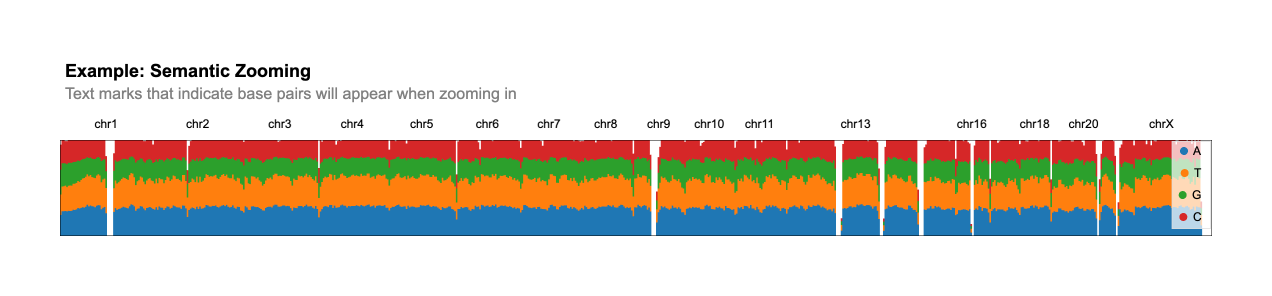 Example: Semantic Zooming
Text marks that indicate base pairs will appear when zooming in
chr1 chr2 chr3 chr4 chr5 chr6 chr7 chr8 chr9 chr10 chr11 chr13 chr16 chr18 chr20 chrX
A
T
G
C